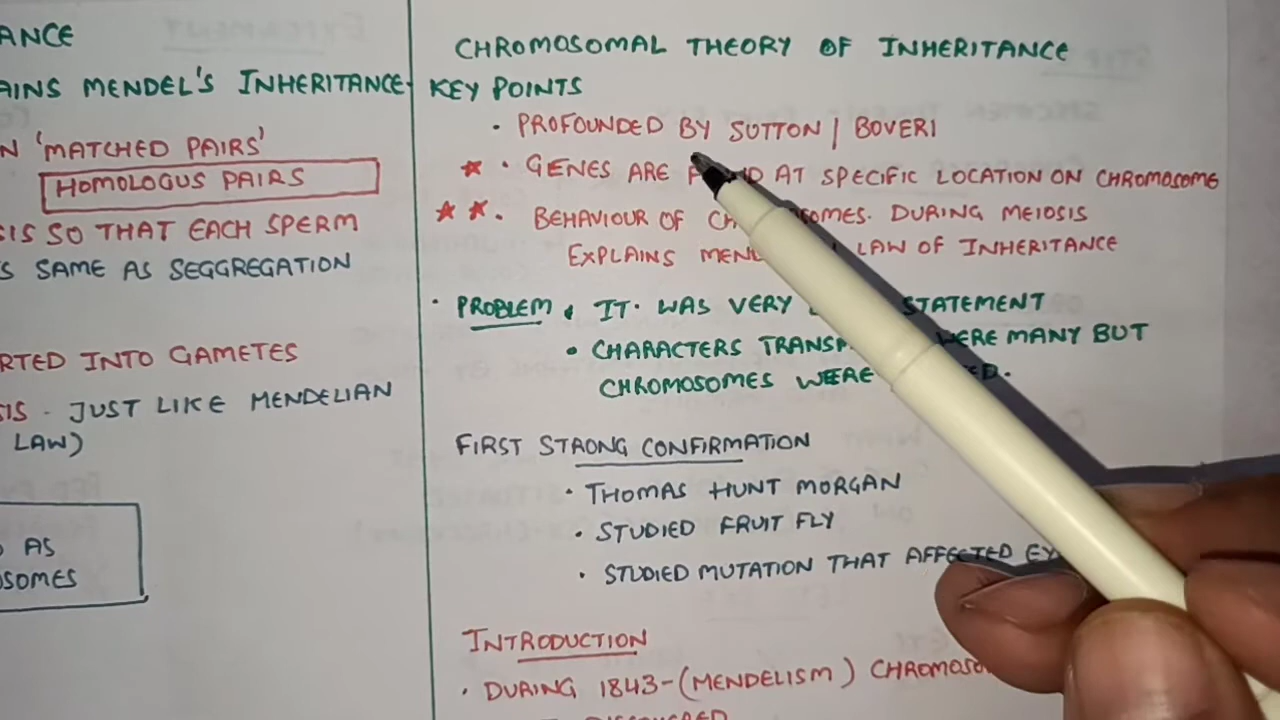 ANCE
AINS MENDEL'S INHERITANCE-
N 'MATCHED PAIRS'
HOMOLOGUS PAIRS
SIS SO THAT EACH SPERM
S SAME AS SEGGREGATION
RTED INTO GAMETES
SIS - JUST LIKE MENDELIAN
LAW)
D AS
OSOMES
CHROMOSOMAL THEORY OF INHERITANCE
KEY POINTS
• PROFOUNDED BY SUTTON / BOVERI
★ • GENES ARE AT SPECIFIC LOCATION ON CHROMOSOME
★ ★ • BEHAVIOUR OF DURING MEIOSIS
EXPLAINS LAW OF INHERITANCE
• PROBLEM • IT. WAS VERY STATEMENT
• CHARACTERS WERE MANY BUT
CHROMOSOMES WERE
FIRST STRONG CONFIRMATION
• THOMAS HUNT MORGAN
• STUDIED FRUIT FLY
• STUDIED MUTATION THAT AFFECTED
INTRODUCTION
• DURING 1843-(MENDELISM) CHROMOSO
DISCOVERED